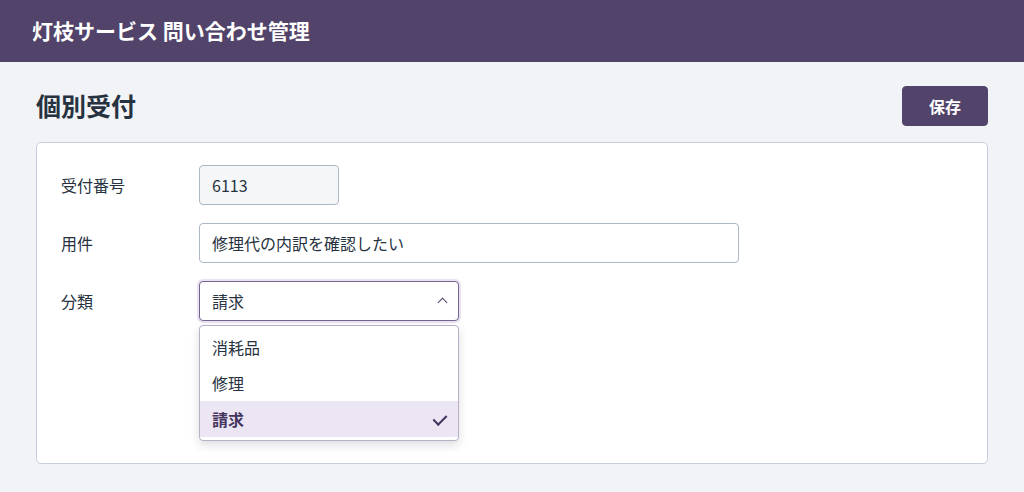 灯枝サービス 問い合わせ管理
個別受付
保存
受付番号
6113
用件
修理代の内訳を確認したい
分類
請求
消耗品
修理
請求